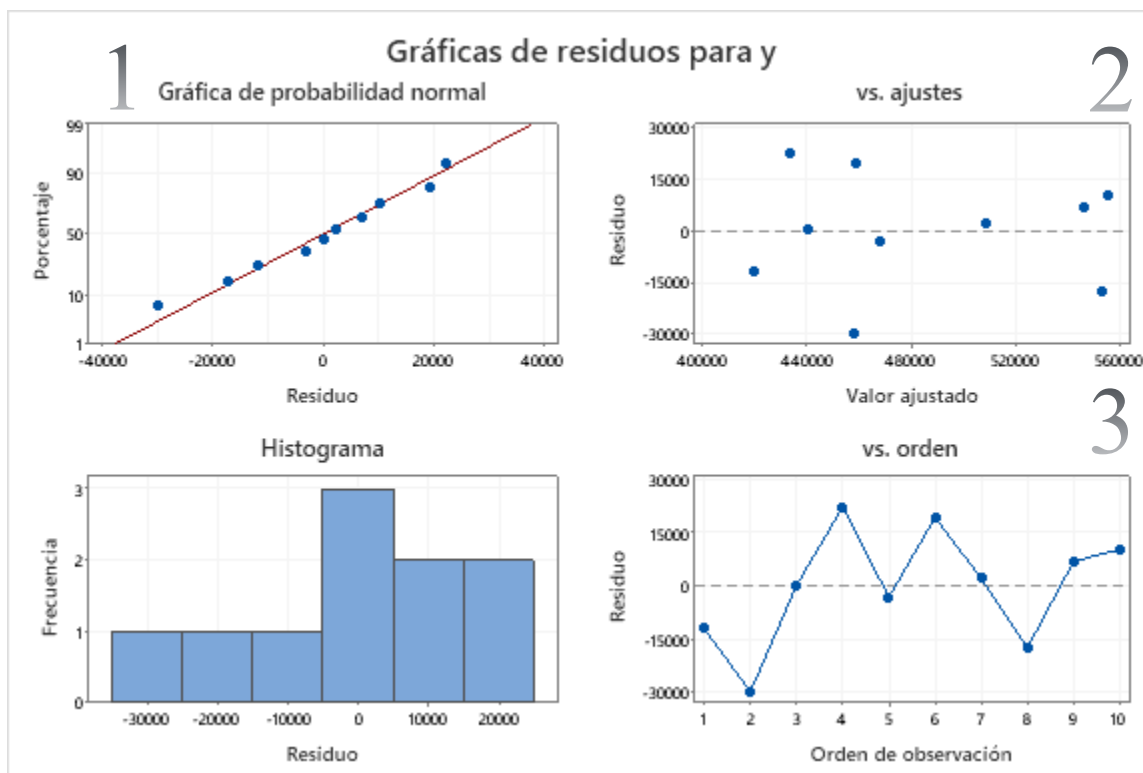 Gráficas de residuos para y
1
Gráfica de probabilidad normal
99
90
50
10
1
Porcentaje
-40000 -20000 0 20000 40000
Residuo
2
vs. ajustes
30000
15000
0
-15000
-30000
Residuo
400000 440000 480000 520000 560000
Valor ajustado
Histograma
3
2
1
0
Frecuencia
-30000 -20000 -10000 0 10000 20000
Residuo
3
vs. orden
30000
15000
0
-15000
-30000
Residuo
1 2 3 4 5 6 7 8 9 10
Orden de observación